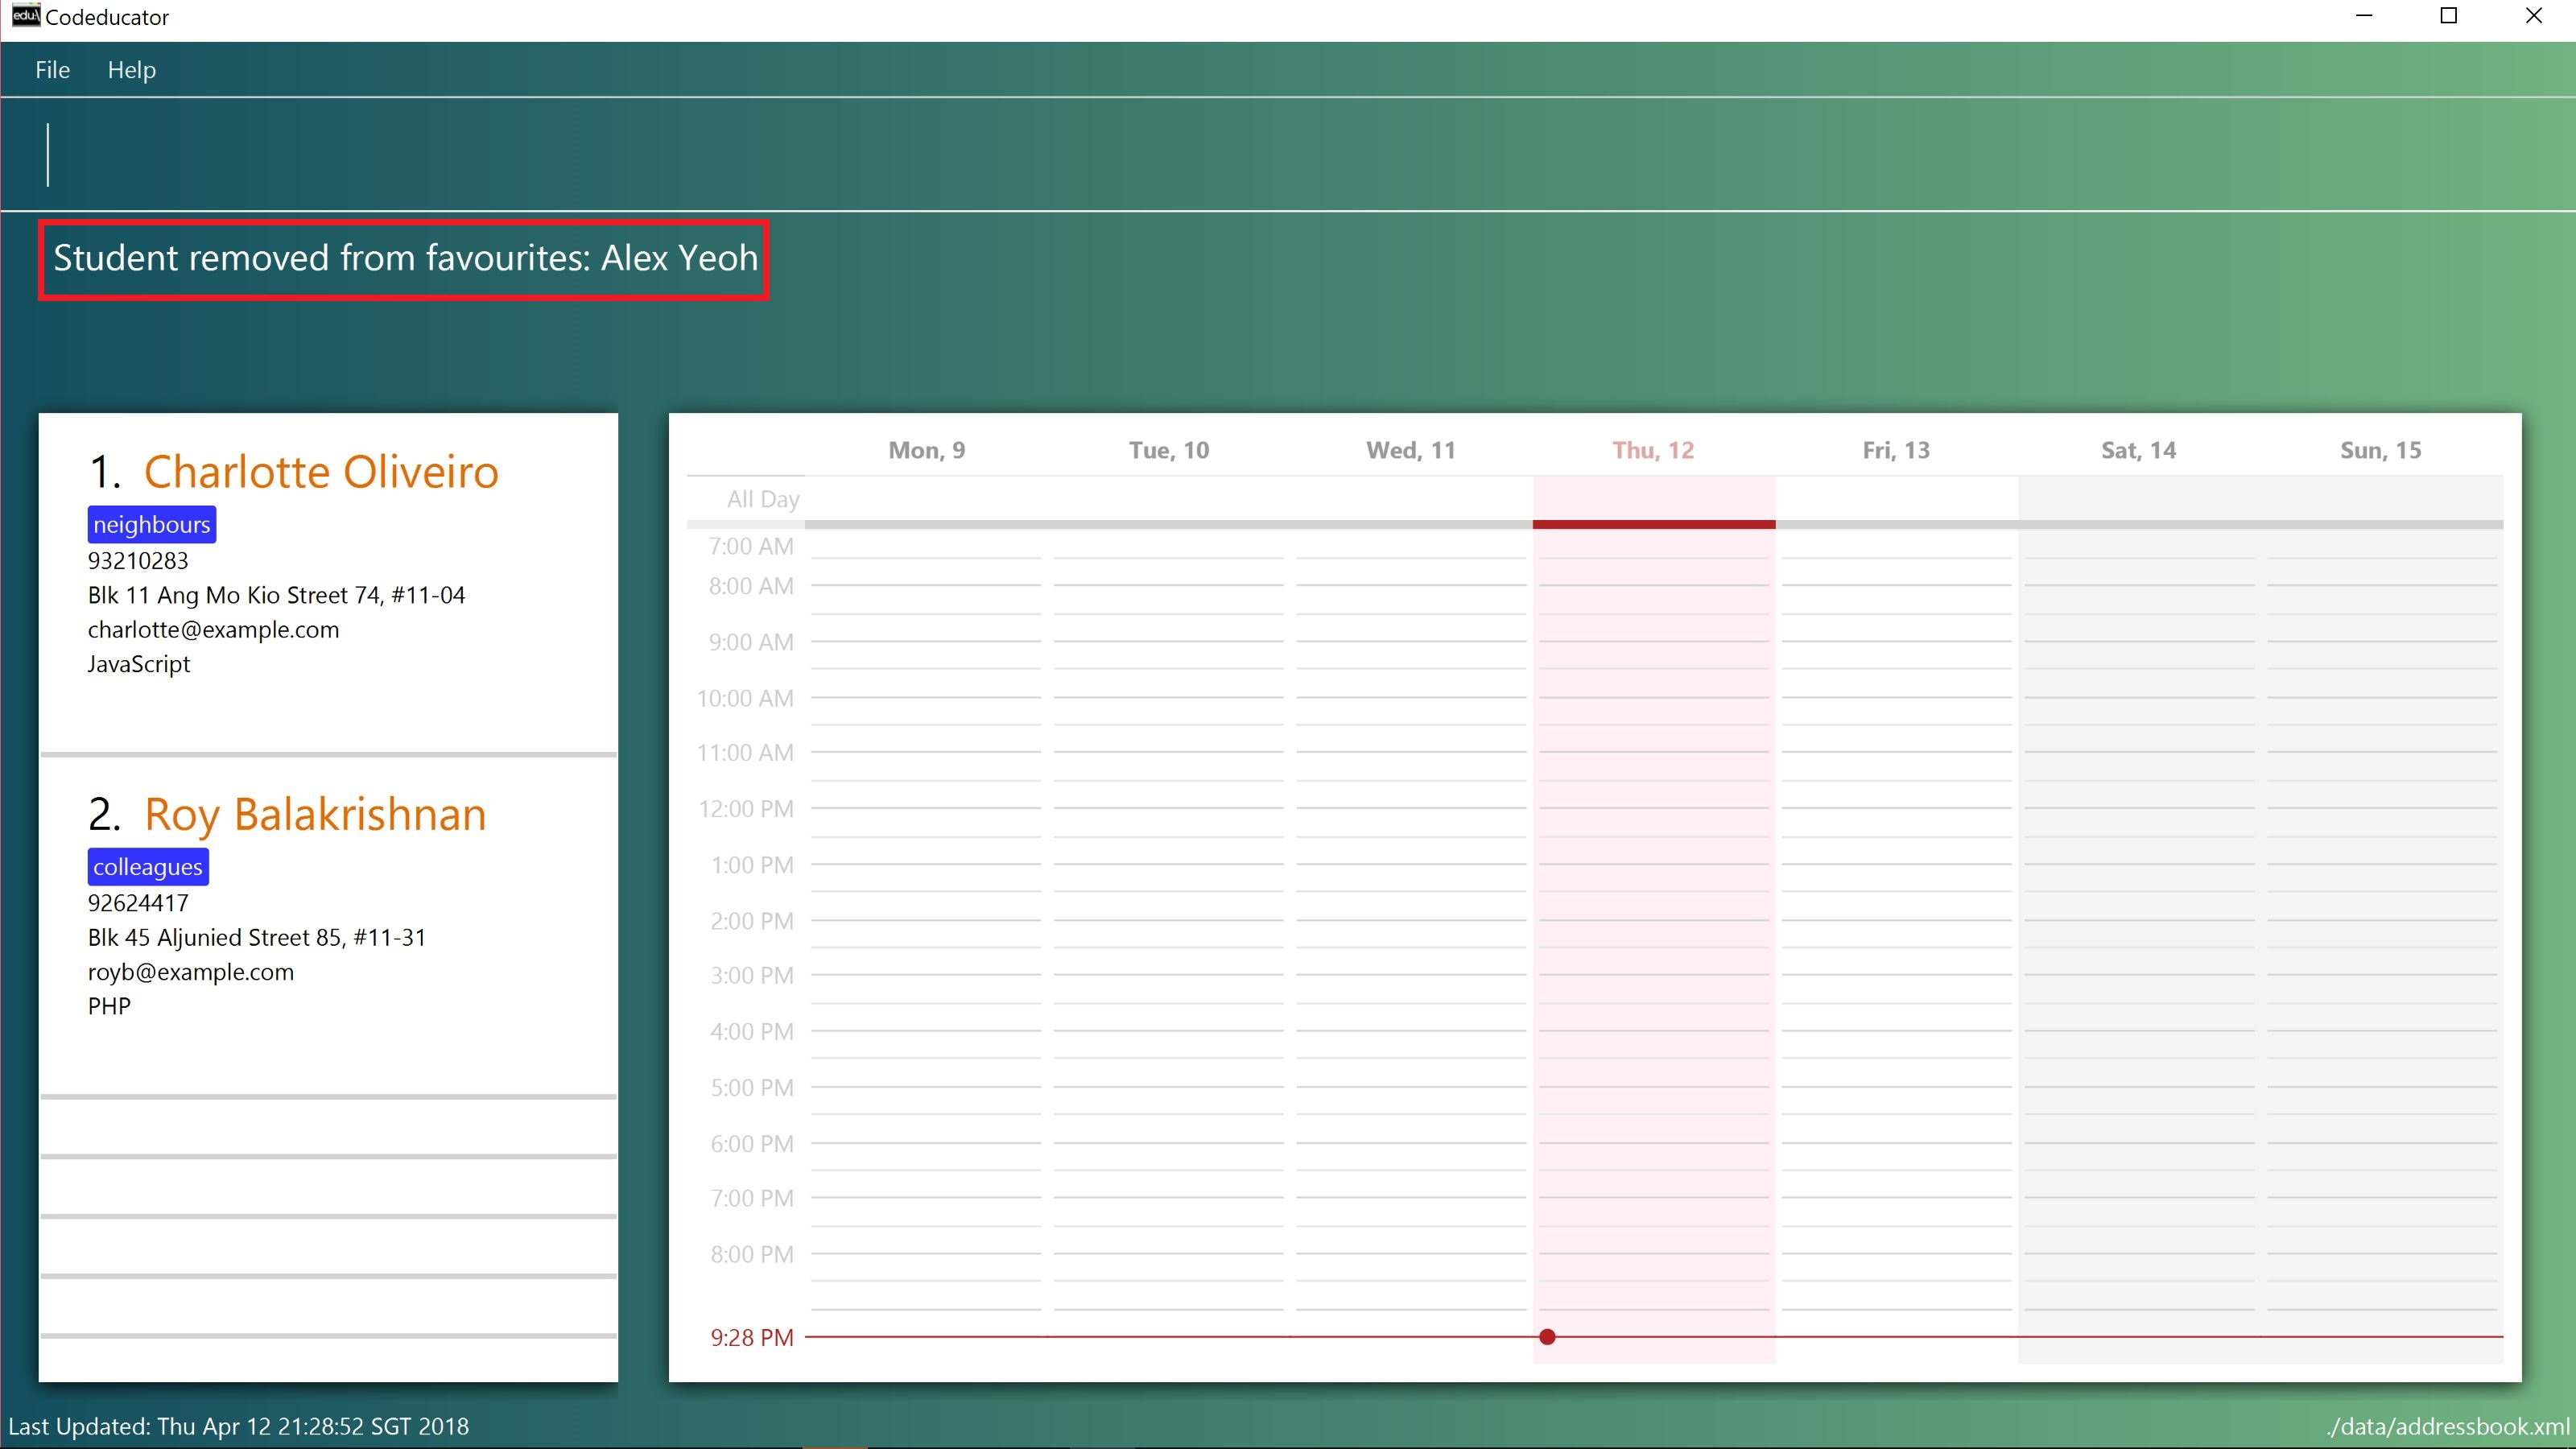 edu:\ Codeducator
File Help
Student removed from favourites: Alex Yeoh
1. Charlotte Oliveiro
neighbours
93210283
Blk 11 Ang Mo Kio Street 74, #11-04
charlotte@example.com
JavaScript
2. Roy Balakrishnan
colleagues
92624417
Blk 45 Aljunied Street 85, #11-31
royb@example.com
PHP
Mon, 9 Tue, 10 Wed, 11 Thu, 12 Fri, 13 Sat, 14 Sun, 15
All Day
7:00 AM
8:00 AM
9:00 AM
10:00 AM
11:00 AM
12:00 PM
1:00 PM
2:00 PM
3:00 PM
4:00 PM
5:00 PM
6:00 PM
7:00 PM
8:00 PM
9:28 PM
Last Updated: Thu Apr 12 21:28:52 SGT 2018 ./data/addressbook.xml